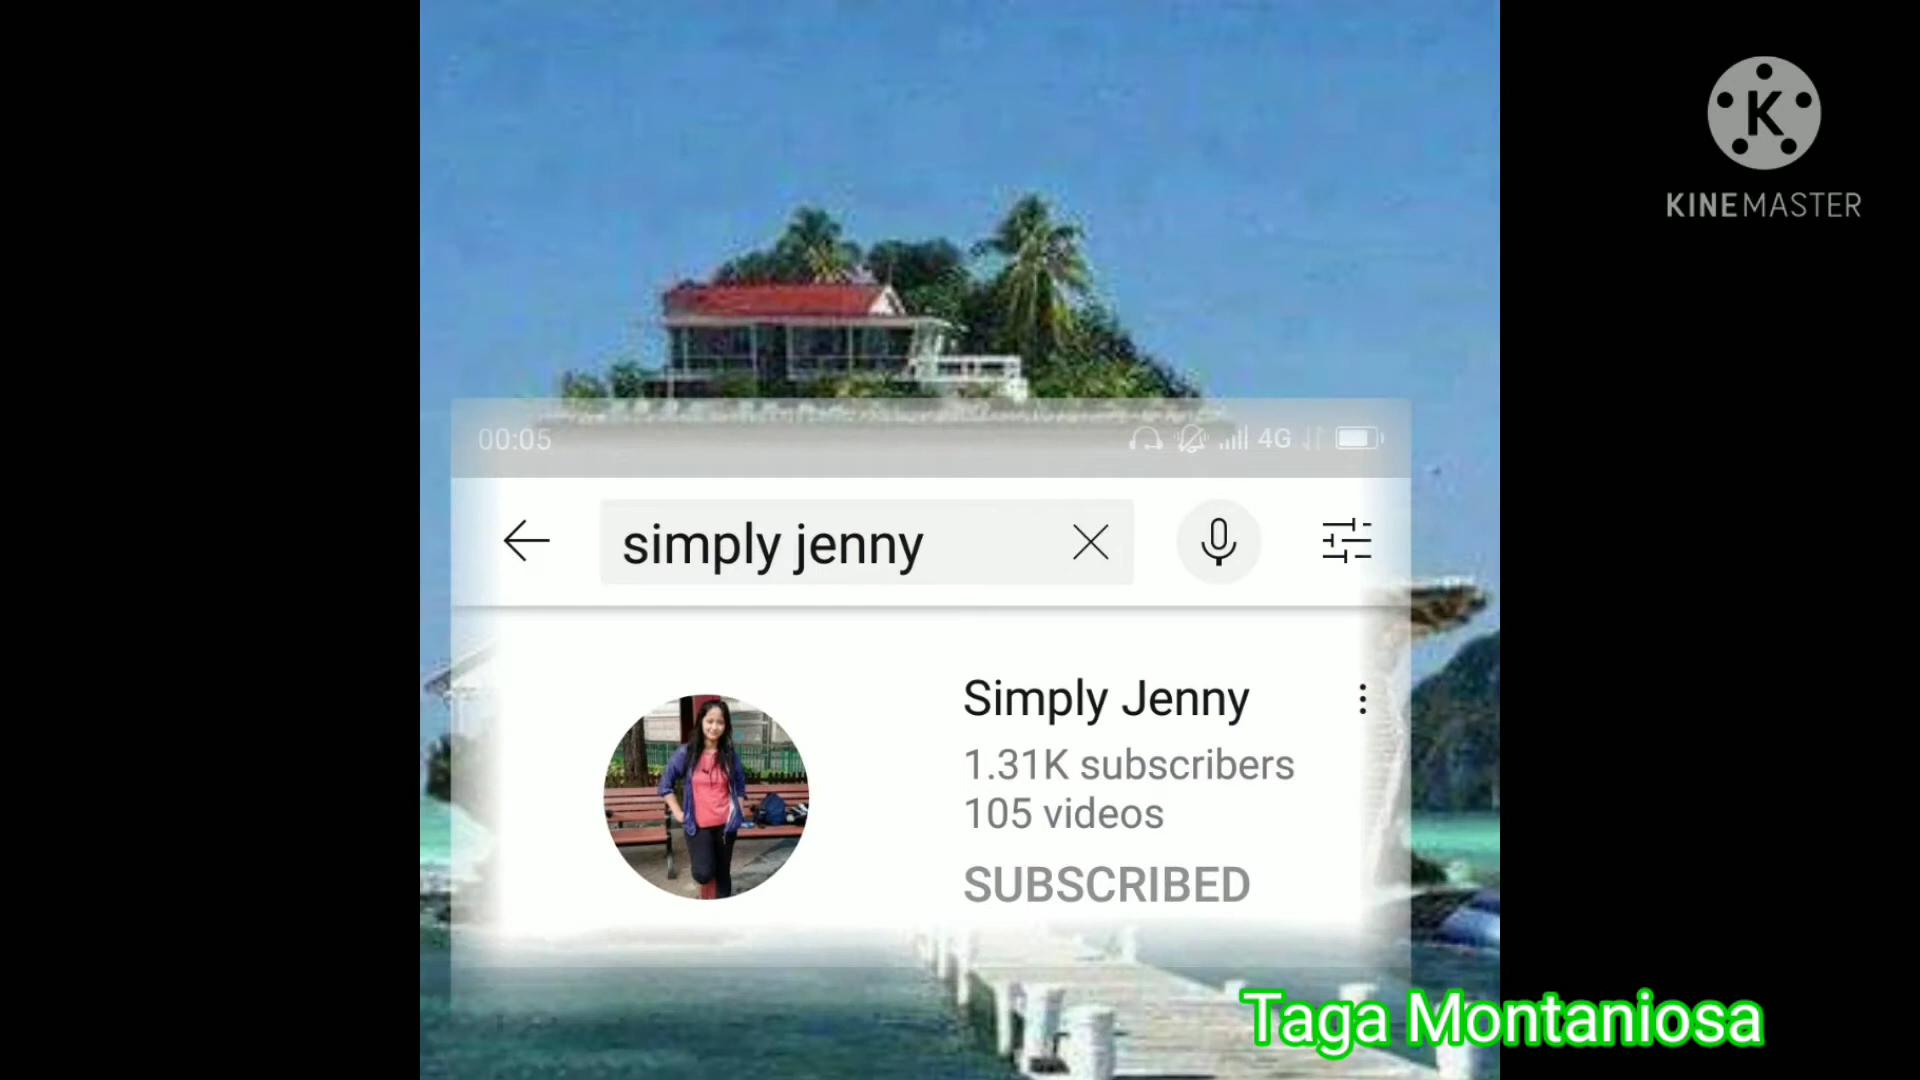 K
KINEMASTER
00:05
4G
simply jenny
Simply Jenny
1.31K subscribers
105 videos
SUBSCRIBED
Taga Montaniosa